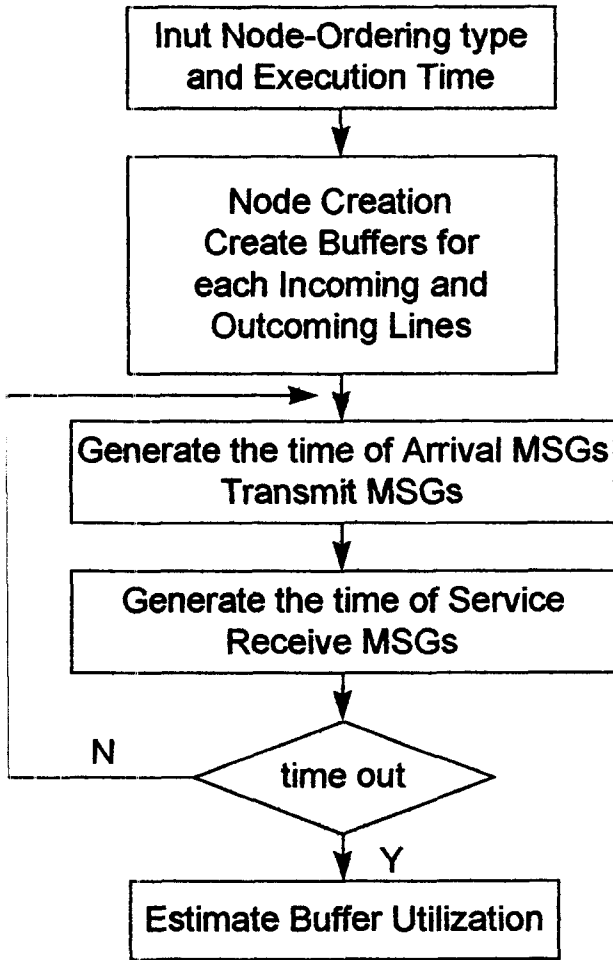 Inut Node-Ordering type
and Execution Time
Node Creation
Create Buffers for
each Incoming and
Outcoming Lines
Generate the time of Arrival MSGs
Transmit MSGs
Generate the time of Service
Receive MSGs
time out
N
Y
Estimate Buffer Utilization